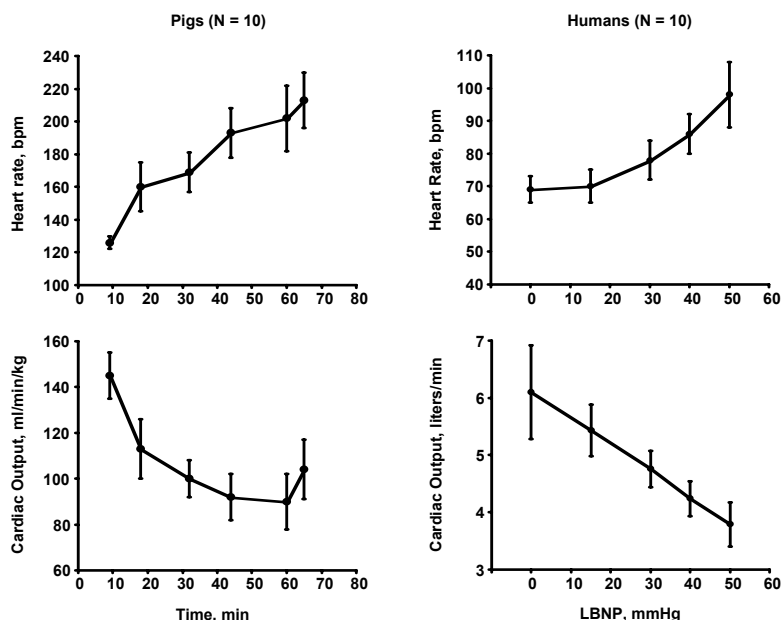 Pigs (N = 10)
Heart rate, bpm
240
220
200
180
160
140
120
100
0 10 20 30 40 50 60 70 80
Humans (N = 10)
Heart Rate, bpm
110
100
90
80
70
60
50
40
0 10 20 30 40 50 60
Cardiac Output, ml/min/kg
160
140
120
100
80
60
0 10 20 30 40 50 60 70 80
Time, min
Cardiac Output, liters/min
7
6
5
4
3
0 10 20 30 40 50 60
LBNP, mmHg